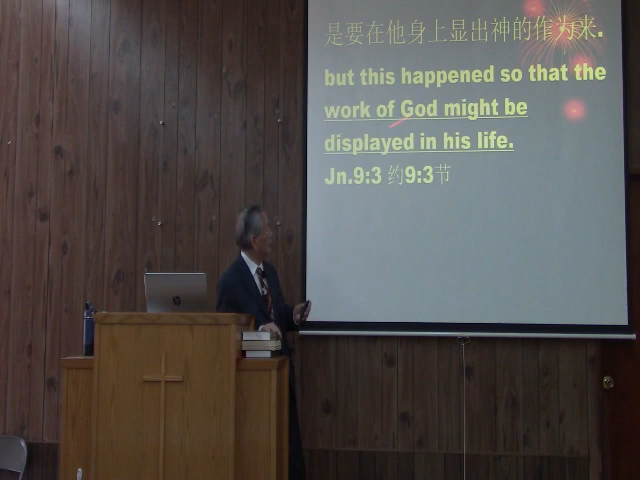 是要在他身上显出神的作为来.
but this happened so that the
work of God might be
displayed in his life.
Jn.9:3 约9:3节
hp